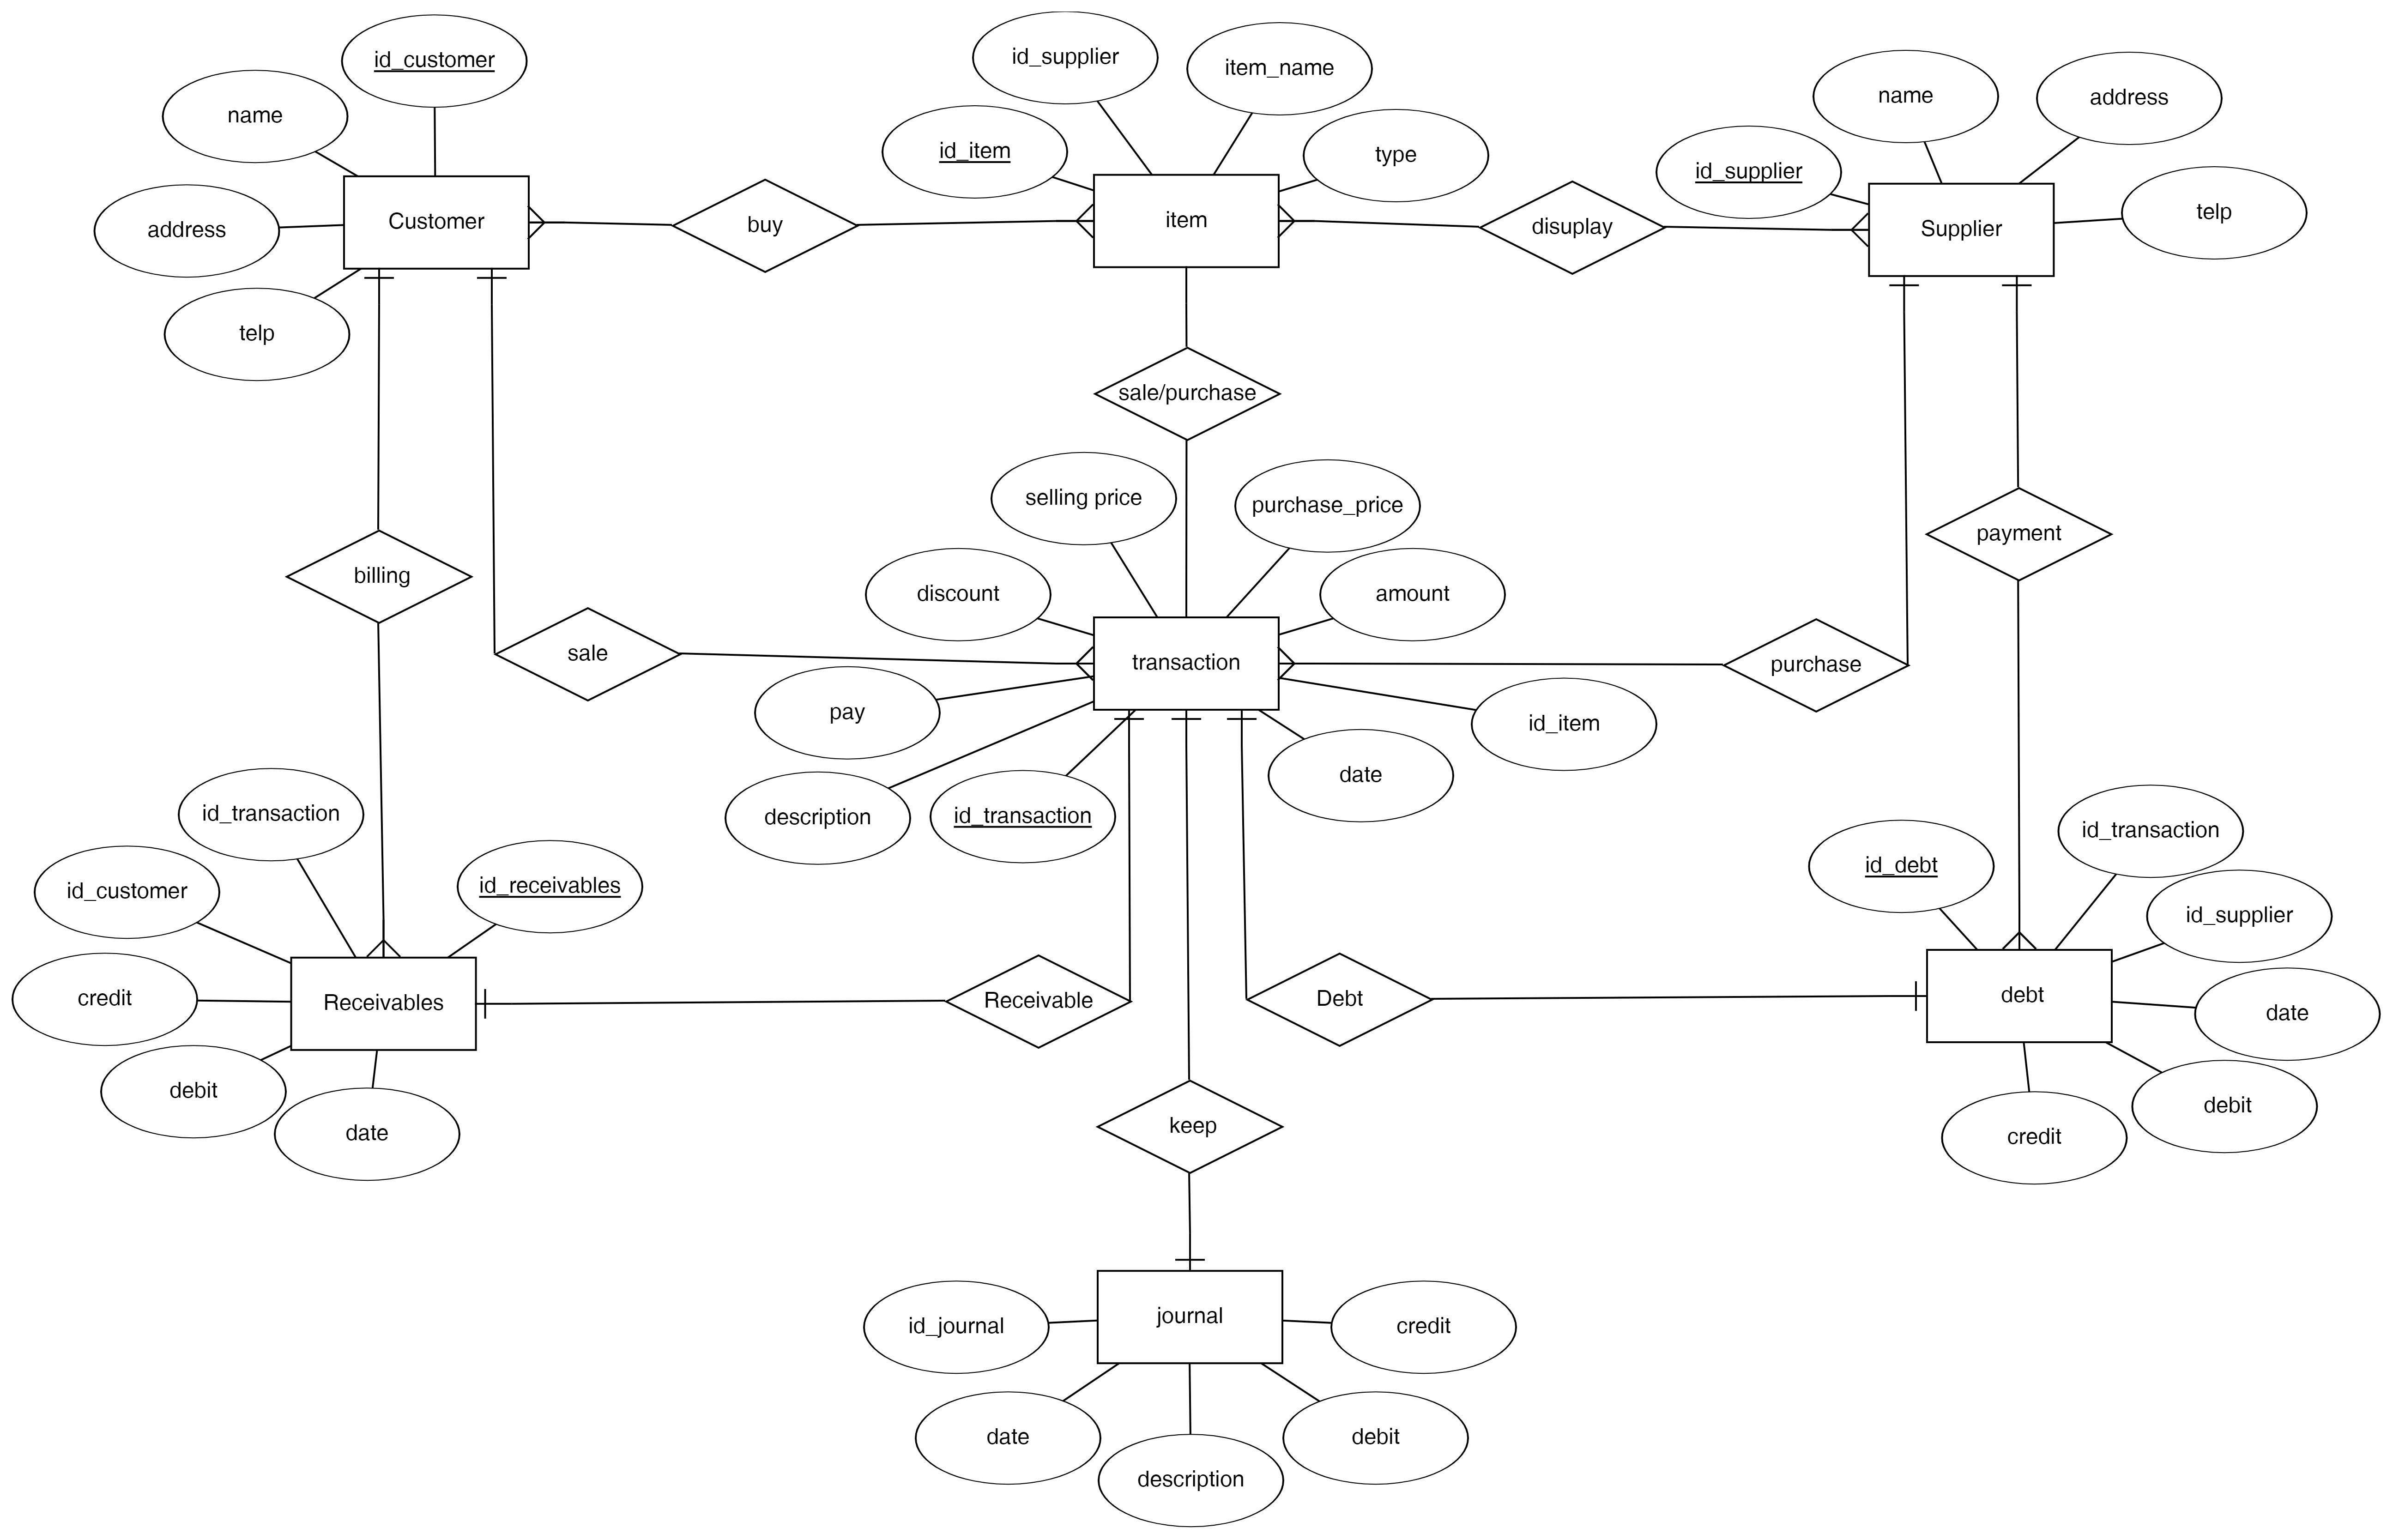 id_customer
name
address
telp
Customer
buy
id_supplier
item_name
id_item
type
item
disuplay
name
address
id_supplier
telp
Supplier
sale/purchase
selling price
purchase_price
discount
amount
transaction
pay
id_item
description
id_transaction
date
billing
sale
purchase
payment
id_transaction
id_customer
id_receivables
credit
Receivables
debit
date
Receivable
Debt
keep
id_debt
id_transaction
id_supplier
debt
date
debit
credit
journal
id_journal
credit
date
debit
description